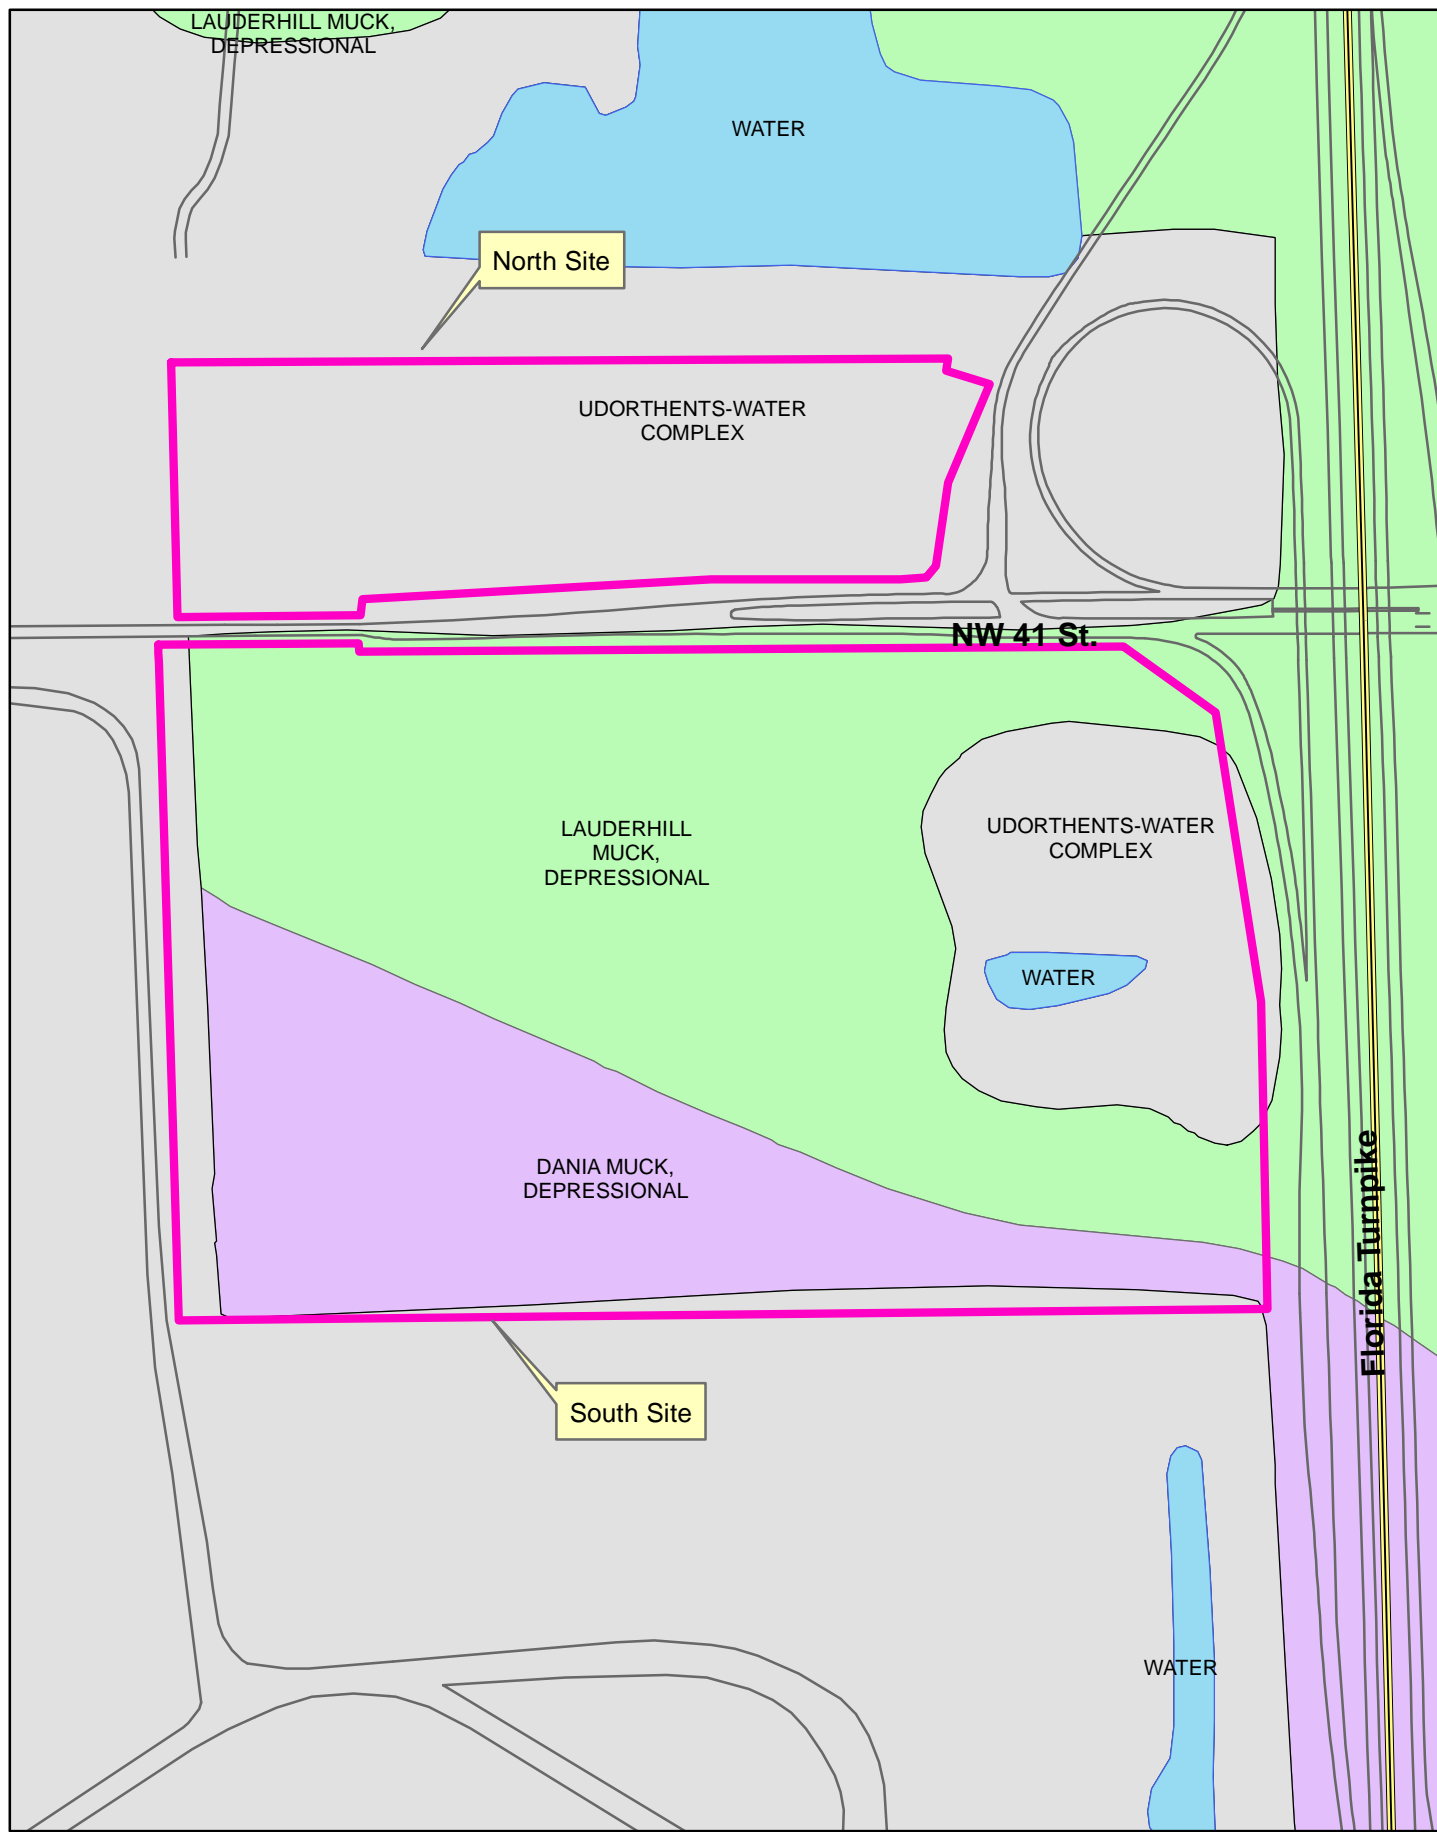 LAUDERHILL MUCK,
DEPRESSIONAL
WATER
North Site
UDORTHENTS-WATER
COMPLEX
NW 41 St.
LAUDERHILL
MUCK,
DEPRESSIONAL
UDORTHENTS-WATER
COMPLEX
WATER
DANIA MUCK,
DEPRESSIONAL
Florida Turnpike
South Site
WATER